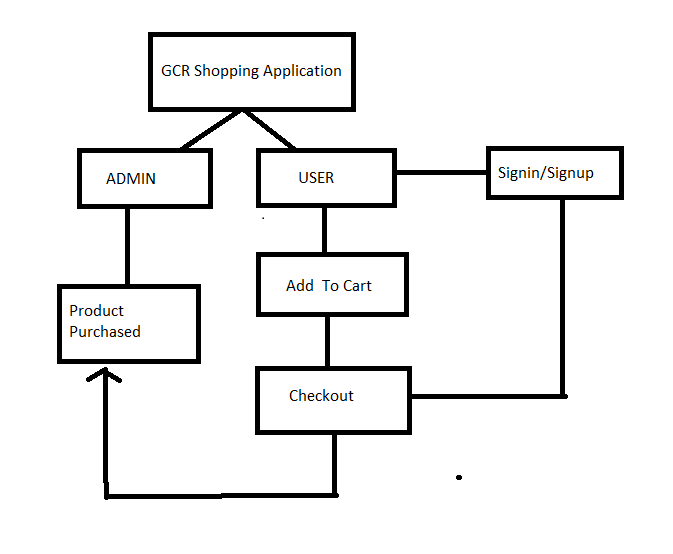 GCR Shopping Application
ADMIN
USER
Signin/Signup
Add To Cart
Product
Purchased
Checkout